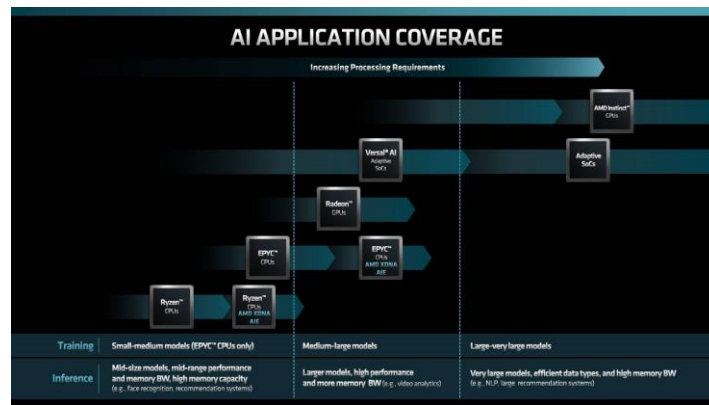 AI APPLICATION COVERAGE
Increasing Processing Requirements
AMD Instinct™
GPUs
Versal® AI
Adaptive
SoCs
Adaptive
SoCs
Radeon™
GPUs
EPYC™
CPUs
EPYC™
CPUs
AMD XDNA
AIE
Ryzen™
CPUs
Ryzen™
CPUs
AMD XDNA
AIE
Training
Small-medium models (EPYC™ CPUs only)
Medium-large models
Large-very large models
Inference
Mid-size models, mid-range performance
and memory BW, high memory capacity
(e.g., face recognition, recommendation systems)
Larger models, high performance
and more memory BW (e.g., video analytics)
Very large models, efficient data types, and high memory BW
(e.g., NLP, large recommendation systems)